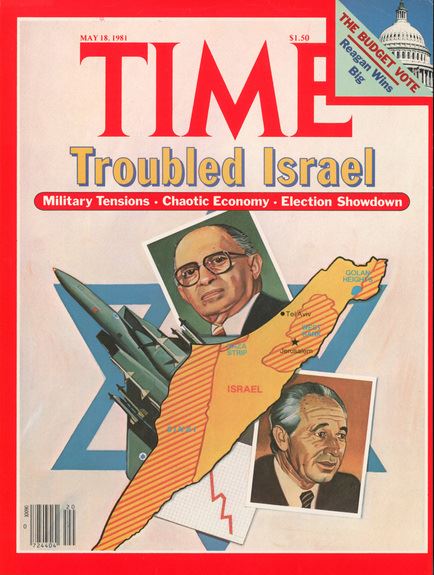 MAY 18, 1981
$1.50
THE BUDGET VOTE
Reagan Wins
Big
TIME
Troubled Israel
Military Tensions · Chaotic Economy · Election Showdown
GOLAN
HEIGHTS
Tel Aviv
WEST
BANK
Jerusalem
GAZA
STRIP
ISRAEL
SINAI
20
0
724404